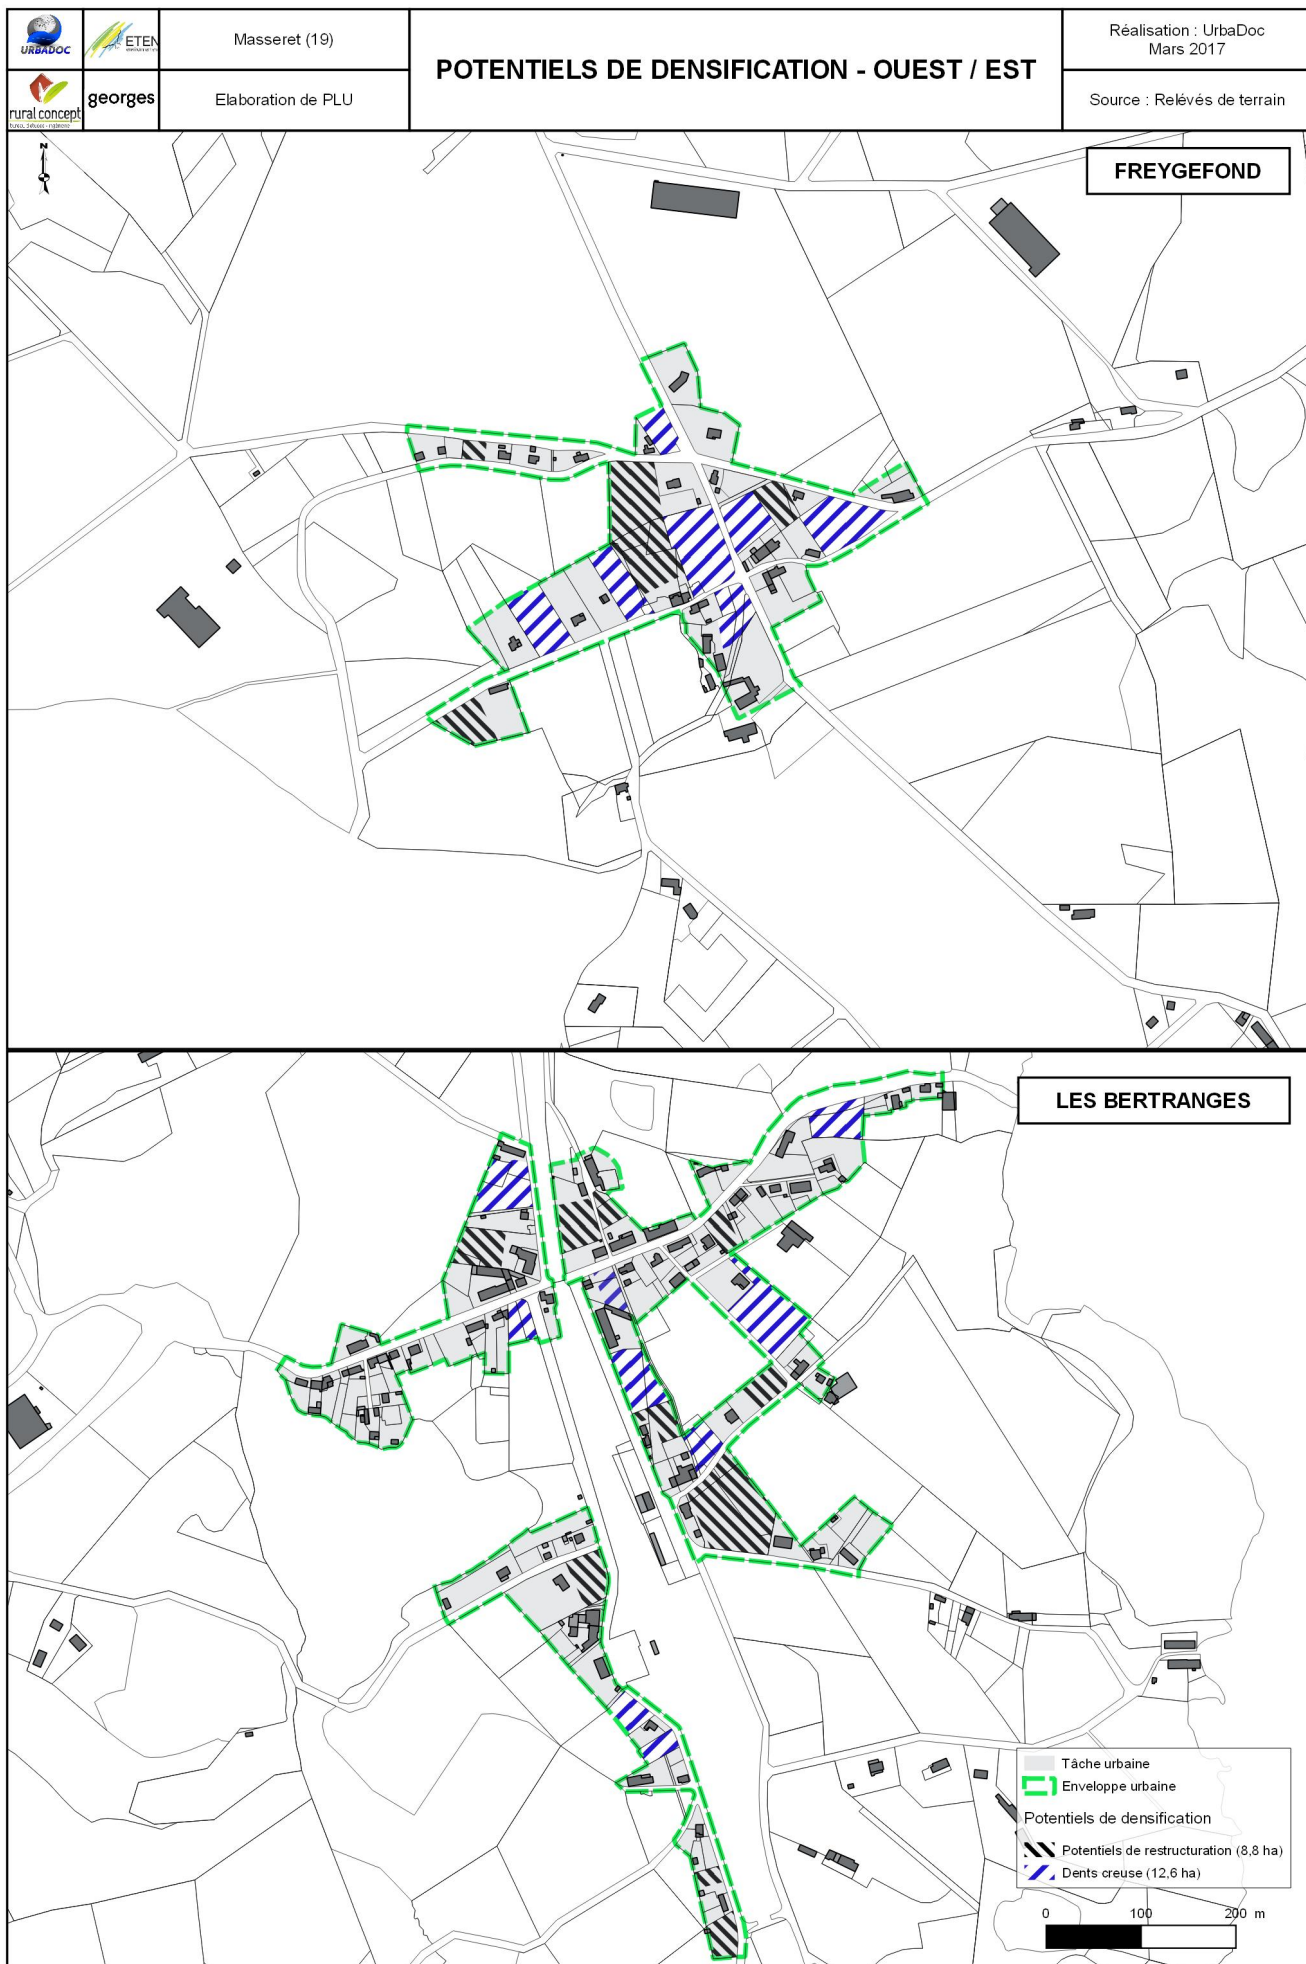 URBADOC
ETEN
Masseret (19)
POTENTIELS DE DENSIFICATION - OUEST / EST
Réalisation : UrbaDoc
Mars 2017
rural concept
georges
Elaboration de PLU
Source : Relévés de terrain
N
FREYGEFOND
LES BERTRANGES
Tâche urbaine
Enveloppe urbaine
Potentiels de densification
Potentiels de restructuration (8,8 ha)
Dents creuse (12,6 ha)
0 100 200 m